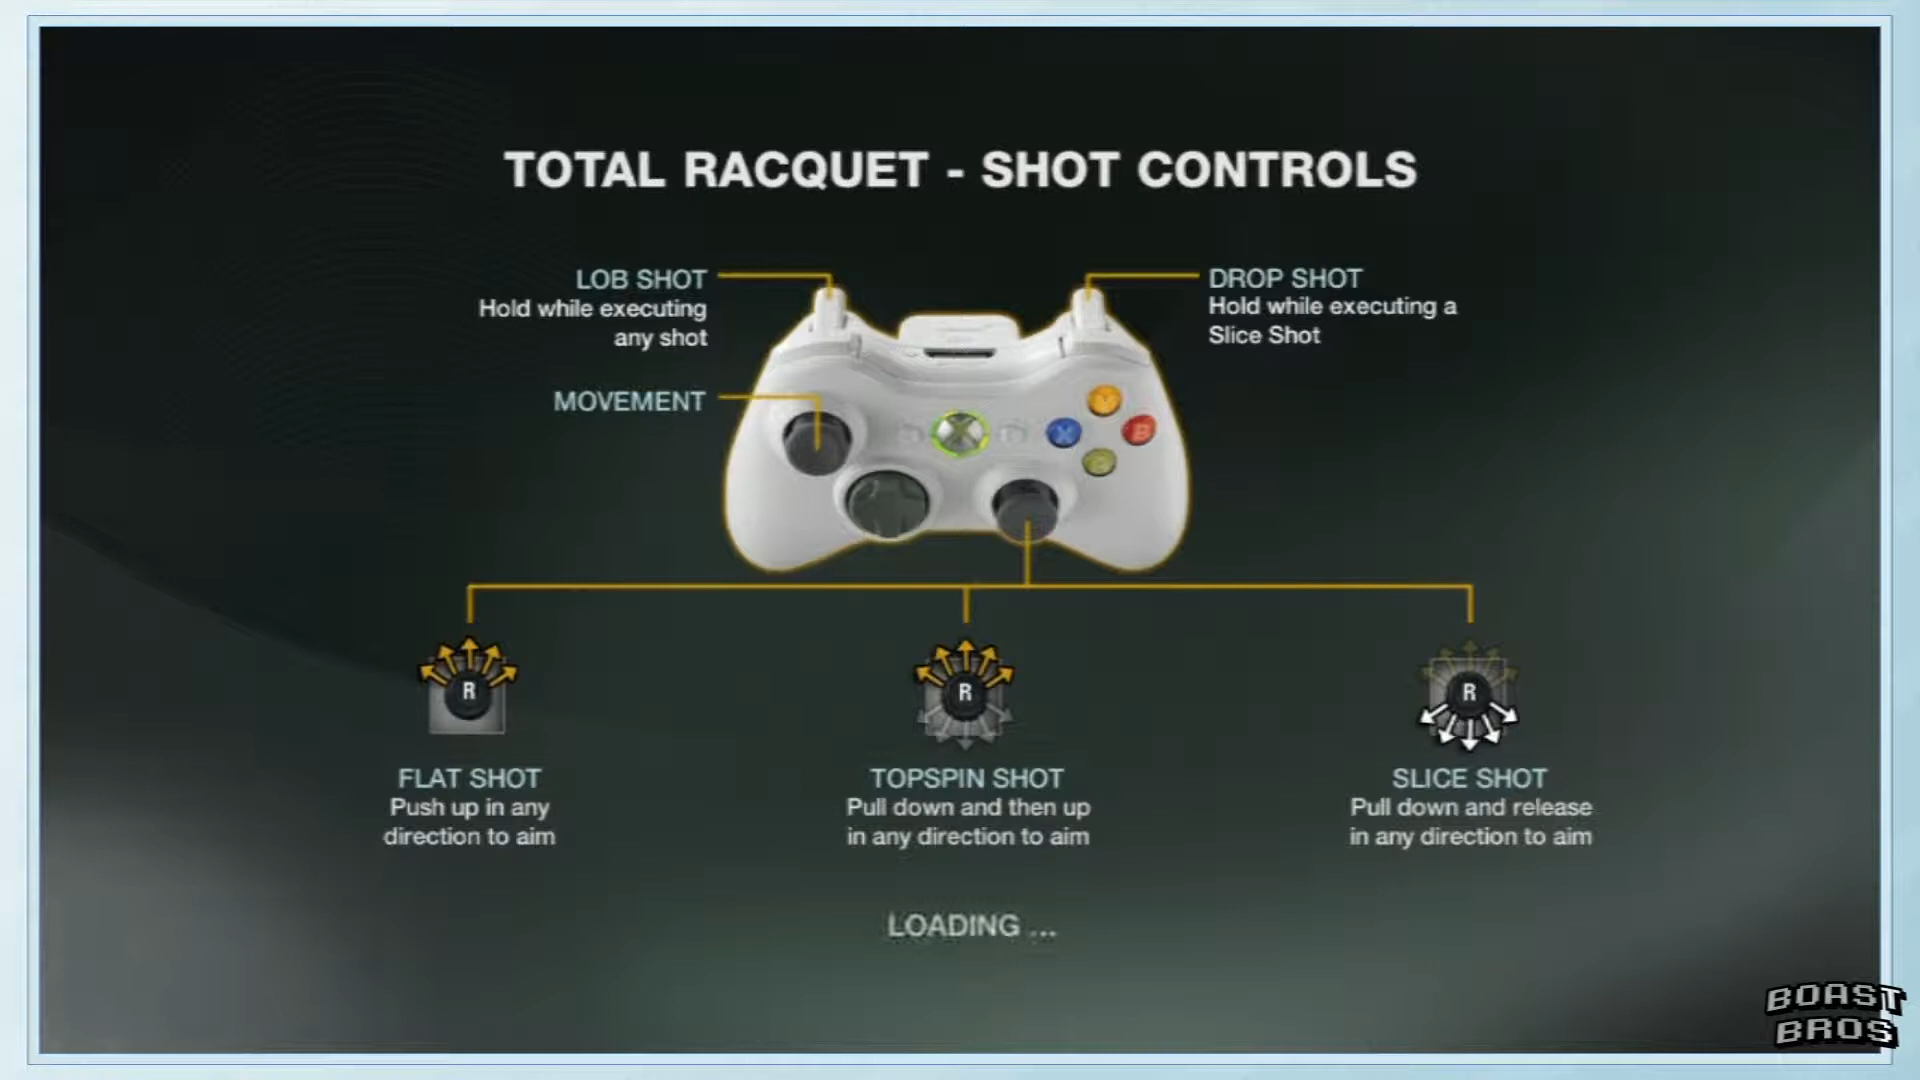 TOTAL RACQUET - SHOT CONTROLS
LOB SHOT
Hold while executing
any shot
DROP SHOT
Hold while executing a
Slice Shot
MOVEMENT
Y
X
B
R
R
R
FLAT SHOT
Push up in any
direction to aim
TOPSPIN SHOT
Pull down and then up
in any direction to aim
SLICE SHOT
Pull down and release
in any direction to aim
LOADING ...
BOAST
BROS